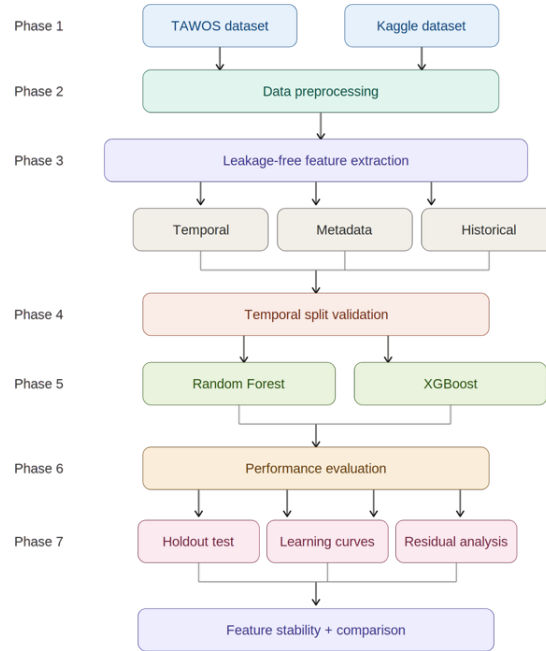 Phase 1 TAWOS dataset Kaggle dataset
Phase 2 Data preprocessing
Phase 3 Leakage-free feature extraction
Temporal Metadata Historical
Phase 4 Temporal split validation
Phase 5 Random Forest XGBoost
Phase 6 Performance evaluation
Phase 7 Holdout test Learning curves Residual analysis
Feature stability + comparison